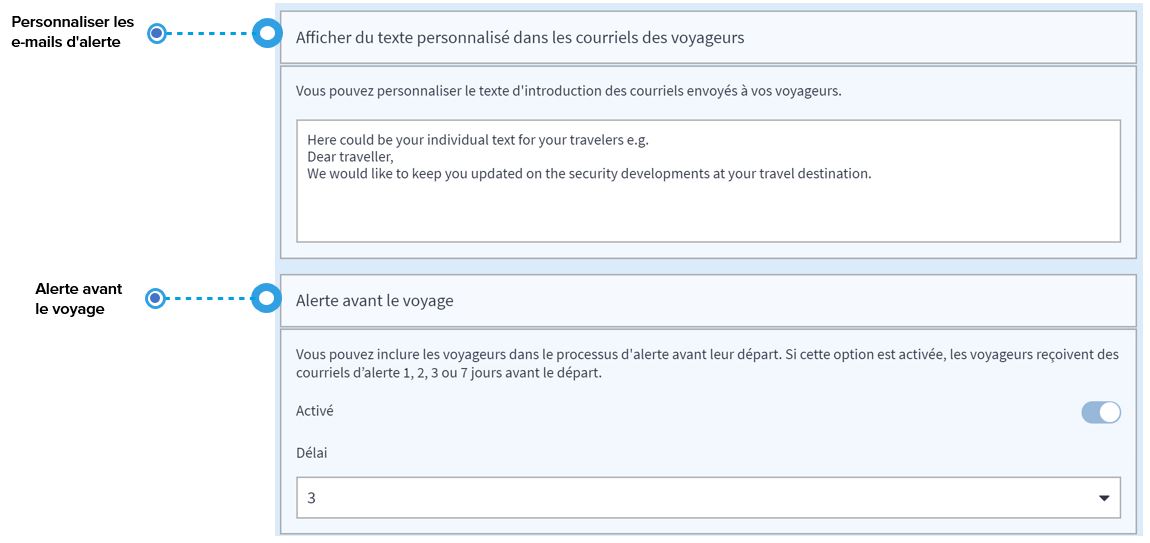 Personnaliser les
e-mails d'alerte
Afficher du texte personnalisé dans les courriels des voyageurs
Vous pouvez personnaliser le texte d'introduction des courriels envoyés à vos voyageurs.
Here could be your individual text for your travelers e.g.
Dear traveller,
We would like to keep you updated on the security developments at your travel destination.
Alerte avant
le voyage
Alerte avant le voyage
Vous pouvez inclure les voyageurs dans le processus d'alerte avant leur départ. Si cette option est activée, les voyageurs reçoivent des
courriels d’alerte 1, 2, 3 ou 7 jours avant le départ.
Activé
Délai
3